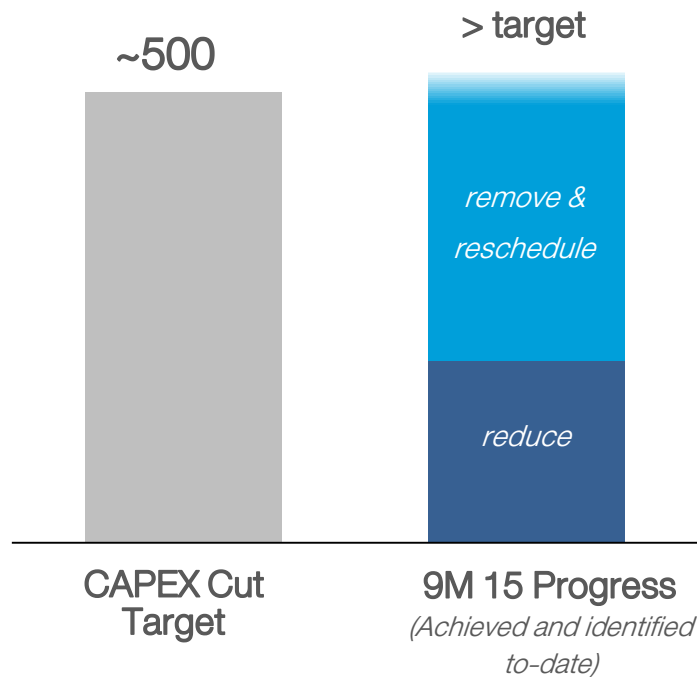 ~500
> target
remove &
reschedule
reduce
CAPEX Cut
Target
9M 15 Progress
(Achieved and identified
to-date)